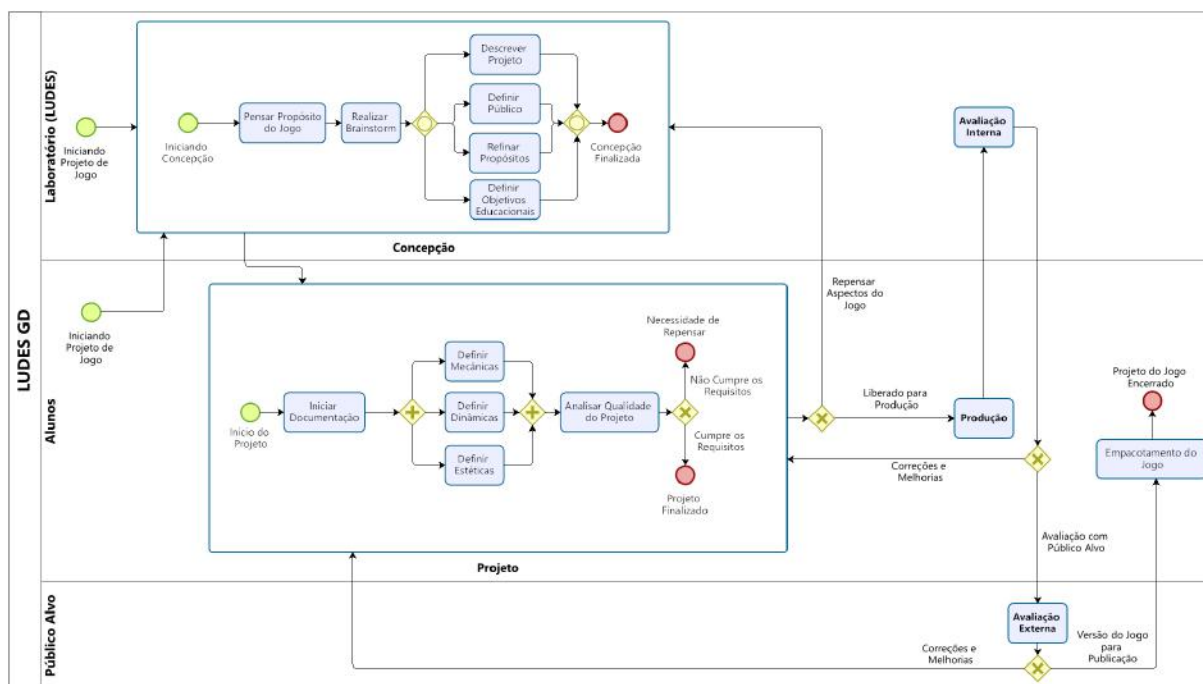 LUDES GD
Laboratório (LUDES)
Iniciando
Projeto de
Jogo
Iniciando
Concepção
Pensar Propósito
do Jogo
Realizar
Brainstorm
Descrever
Projeto
Definir
Público
Refinar
Propósitos
Definir
Objetivos
Educacionais
Concepção
Finalizada
Concepção
Avaliação
Interna
Alunos
Iniciando
Projeto de
Jogo
Início do
Projeto
Iniciar
Documentação
Definir
Mecânicas
Definir
Dinâmicas
Definir
Estéticas
Analisar Qualidade
do Projeto
Necessidade de
Repensar
Não Cumpre os
Requisitos
Cumpre os
Requisitos
Projeto
Finalizado
Projeto
Repensar
Aspectos do
Jogo
Liberado para
Produção
Produção
Correções e
Melhorias
Projeto do Jogo
Encerrado
Empacotamento do
Jogo
Avaliação com
Público Alvo
Público Alvo
Avaliação
Externa
Correções e
Melhorias
Versão do Jogo
para
Publicação